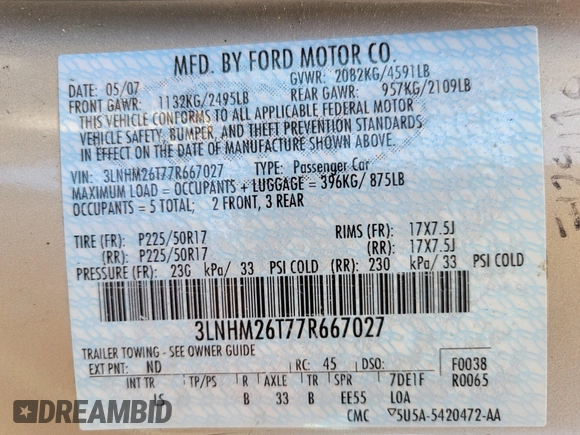 MFD. BY FORD MOTOR CO.
DATE: 05/07 GVWR: 2082KG/4591LB
FRONT GAWR: 1132KG/2495LB REAR GAWR: 957KG/2109LB
THIS VEHICLE CONFORMS TO ALL APPLICABLE FEDERAL MOTOR
VEHICLE SAFETY, BUMPER, AND THEFT PREVENTION STANDARDS
IN EFFECT ON THE DATE OF MANUFACTURE SHOWN ABOVE.
VIN: 3LNHM26T77R667027 TYPE: Passenger Car
MAXIMUM LOAD = OCCUPANTS + LUGGAGE = 396KG/ 875LB
OCCUPANTS = 5 TOTAL; 2 FRONT, 3 REAR
TIRE (FR): P225/50R17 RIMS (FR): 17X7.5J
(RR): P225/50R17 (RR): 17X7.5J
PRESSURE (FR): 230 kPa/ 33 PSI COLD (RR): 230 kPa/ 33 PSI COLD
3LNHM26T77R667027
TRAILER TOWING - SEE OWNER GUIDE
EXT PNT: ND RC: 45 DSO: F0038
INT TR TP/PS R AXLE TR SPR 7DE1F R0065
LS B 33 B EE55 LOA
CMC 5U5A-5420472-AA
DREAMBID